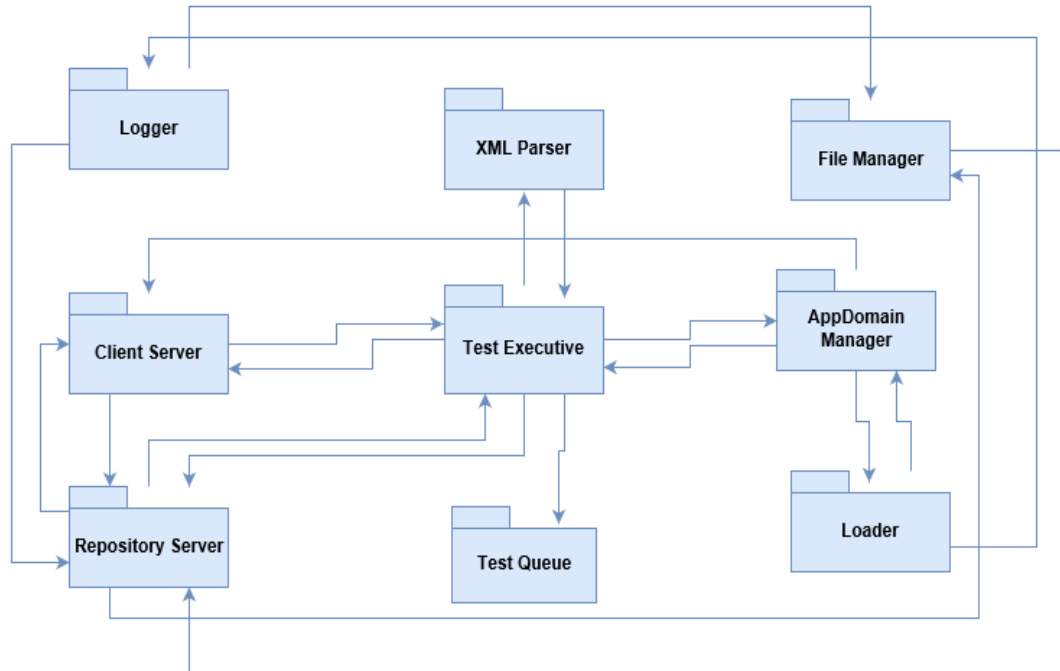 Logger
XML Parser
File Manager
Client Server
Test Executive
AppDomain
Manager
Repository Server
Test Queue
Loader